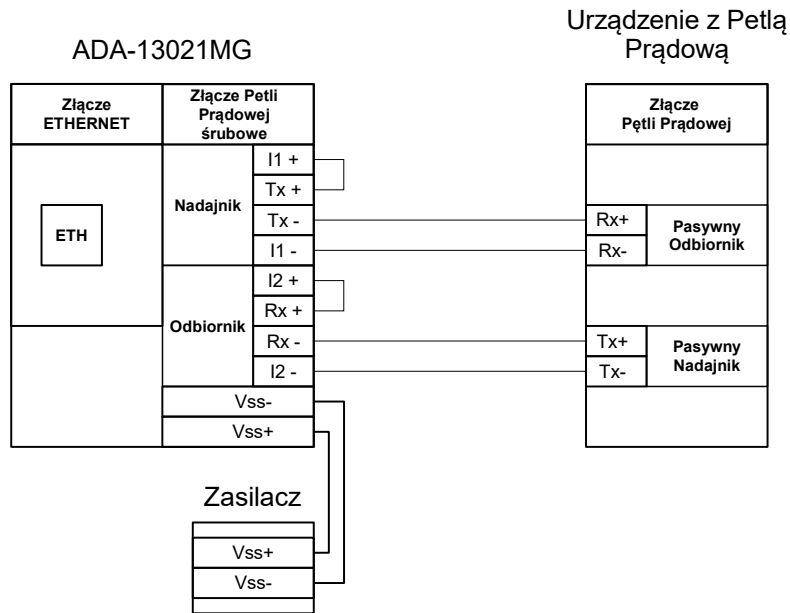 Urządzenie z Petlą
Prądową
ADA-13021MG
Złącze
ETHERNET
Złącze Petli
Prądowej
śrubowe
Złącze
Pętli Prądowej
ETH
Nadajnik
I1 +
Tx +
Tx -
I1 -
Odbiornik
I2 +
Rx +
Rx -
I2 -
Vss-
Vss+
Rx+
Rx-
Pasywny
Odbiornik
Tx+
Tx-
Pasywny
Nadajnik
Zasilacz
Vss+
Vss-